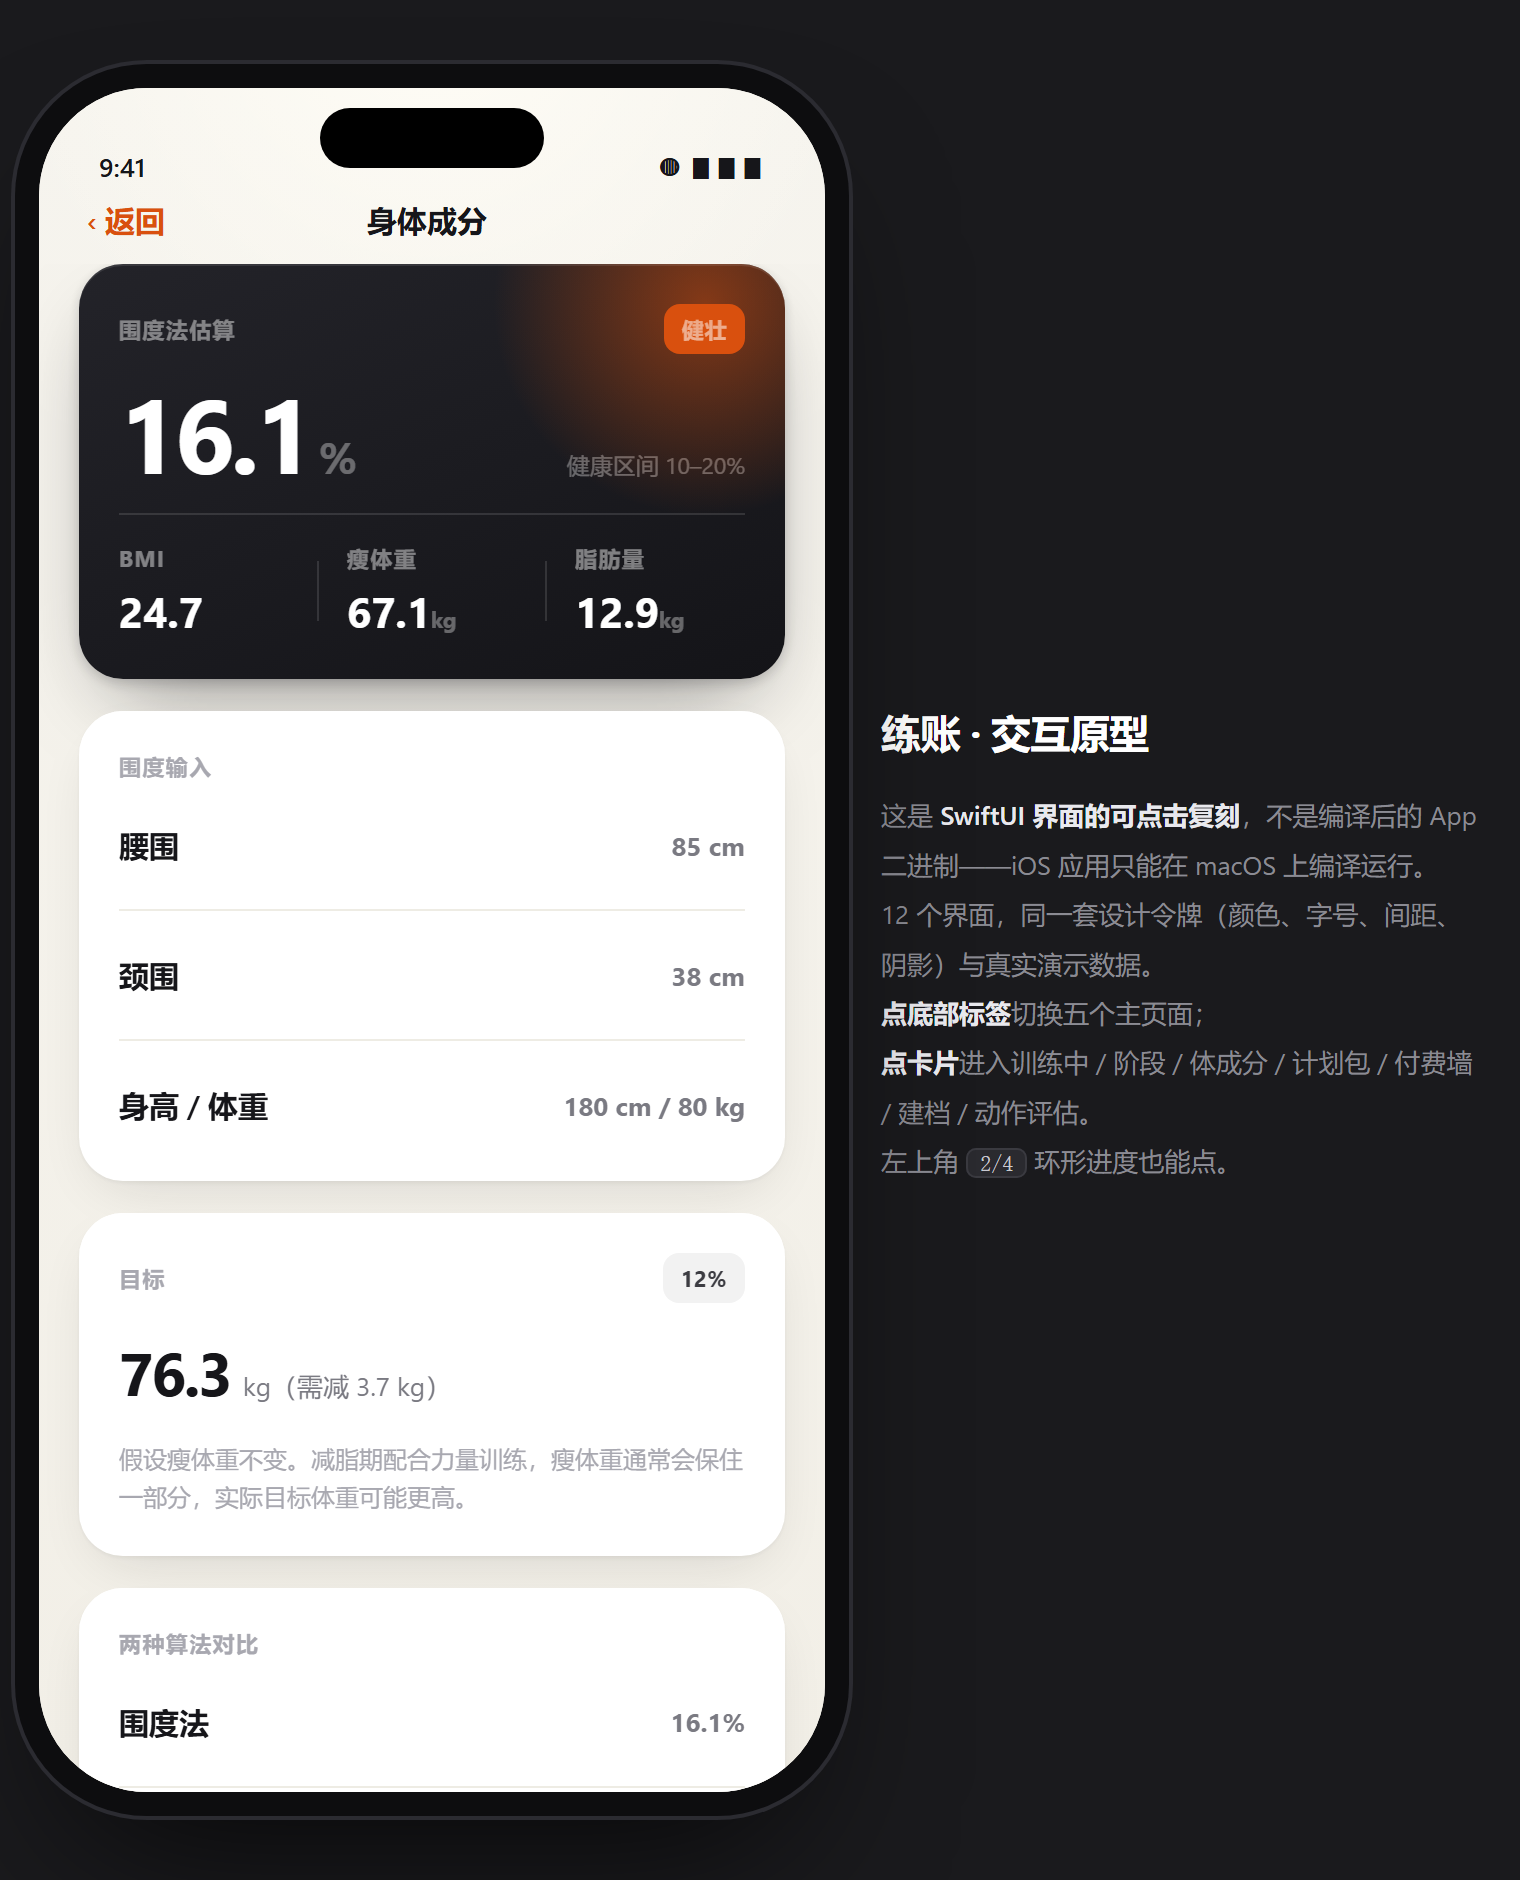 9:41
‹ 返回
身体成分
围度法估算
健壮
16.1 %
健康区间 10–20%
BMI
瘦体重
脂肪量
24.7
67.1kg
12.9kg
围度输入
腰围
85 cm
颈围
38 cm
身高 / 体重
180 cm / 80 kg
目标
12%
76.3 kg（需减 3.7 kg）
假设瘦体重不变。减脂期配合力量训练，瘦体重通常会保住
一部分，实际目标体重可能更高。
两种算法对比
围度法
16.1%
练账 · 交互原型
这是 SwiftUI 界面的可点击复刻，不是编译后的 App
二进制——iOS 应用只能在 macOS 上编译运行。
12 个界面，同一套设计令牌（颜色、字号、间距、
阴影）与真实演示数据。
点底部标签切换五个主页面；
点卡片进入训练中 / 阶段 / 体成分 / 计划包 / 付费墙
/ 建档 / 动作评估。
左上角 2/4 环形进度也能点。